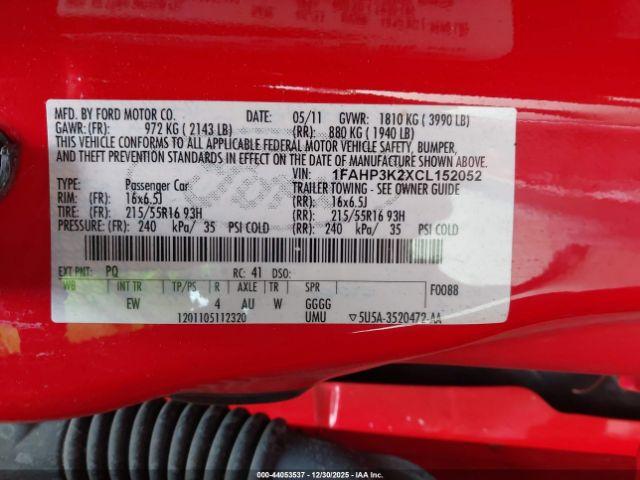 MFD. BY FORD MOTOR CO. DATE: 05/11 GVWR: 1810 KG ( 3990 LB)
GAWR: (FR): 972 KG ( 2143 LB) (RR): 880 KG ( 1940 LB)
THIS VEHICLE CONFORMS TO ALL APPLICABLE FEDERAL MOTOR VEHICLE SAFETY, BUMPER,
AND THEFT PREVENTION STANDARDS IN EFFECT ON THE DATE OF MANUFACTURE SHOWN ABOVE.
VIN: 1FAHP3K2XCL152052
TYPE: Passenger Car TRAILER TOWING - SEE OWNER GUIDE
RIM: (FR): 16x6.5J (RR): 16x6.5J
TIRE: (FR): 215/55R16 93H (RR): 215/55R16 93H
PRESSURE: (FR): 240 kPa/ 35 PSI COLD (RR): 240 kPa/ 35 PSI COLD
EXT PNT: PQ RC: 41 DSO:
WB INT TR TP/PS R AXLE TR SPR F0088
EW 4 AU W GGGG
1201105112320 UMU ▽5U5A-3520472-AA
000-44053537 - 12/30/2025 - IAAI.COM